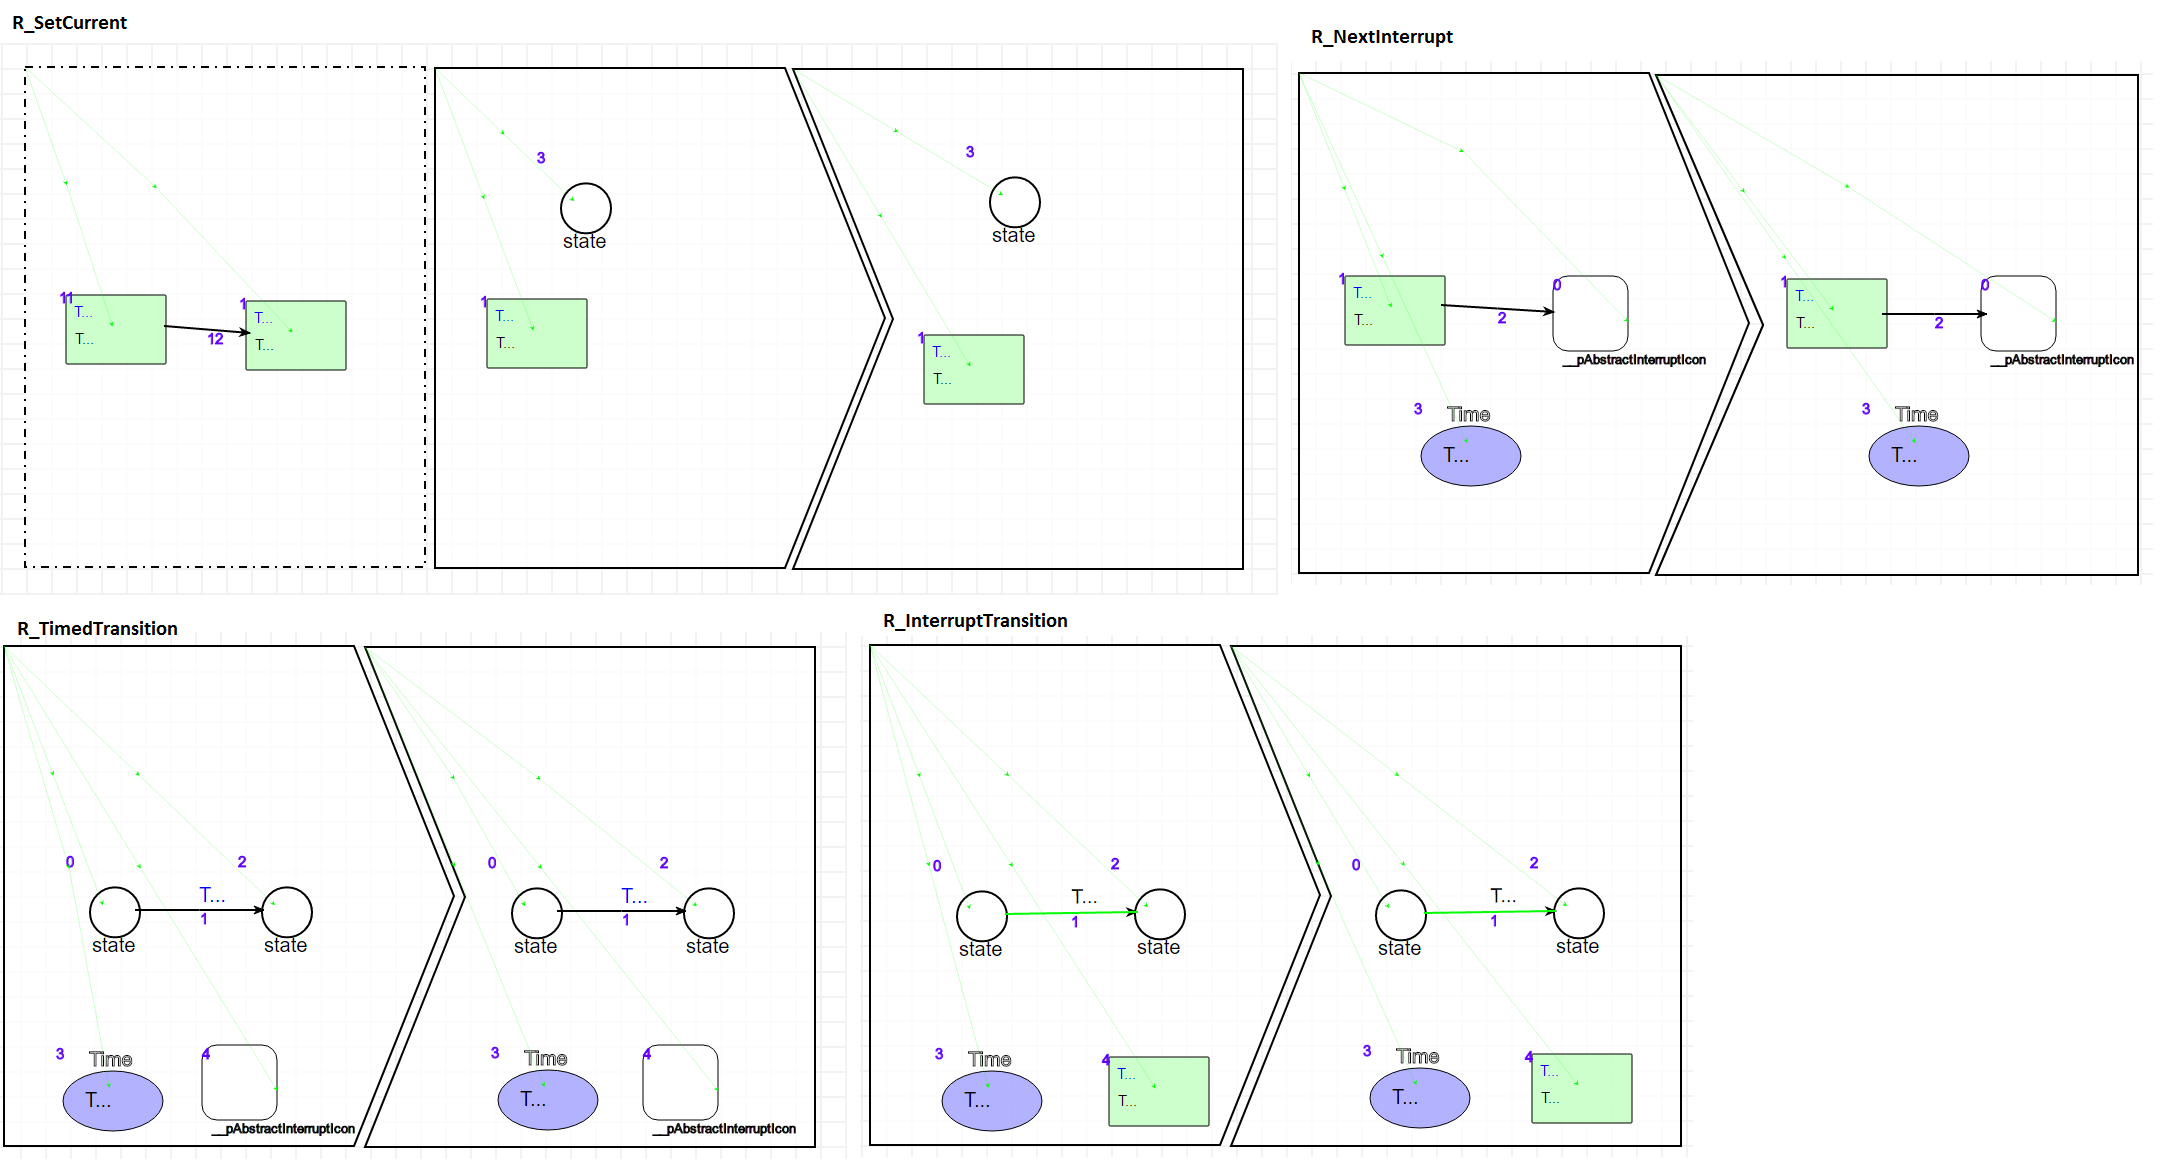 R_SetCurrent
3
state
11
T...
T...
12
1
T...
T...
1
T...
T...
3
state
1
T...
T...
R_NextInterrupt
1
T...
T...
2
0
__pAbstractInterruptIcon
3
Time
T...
1
T...
T...
2
0
__pAbstractInterruptIcon
3
Time
T...
R_TimedTransition
0
state
T...
1
2
state
3
Time
T...
4
__pAbstractInterruptIcon
0
state
T...
1
2
state
3
Time
T...
4
__pAbstractInterruptIcon
R_InterruptTransition
0
state
T...
1
2
state
3
Time
T...
4
T...
T...
0
state
T...
1
2
state
3
Time
T...
4
T...
T...